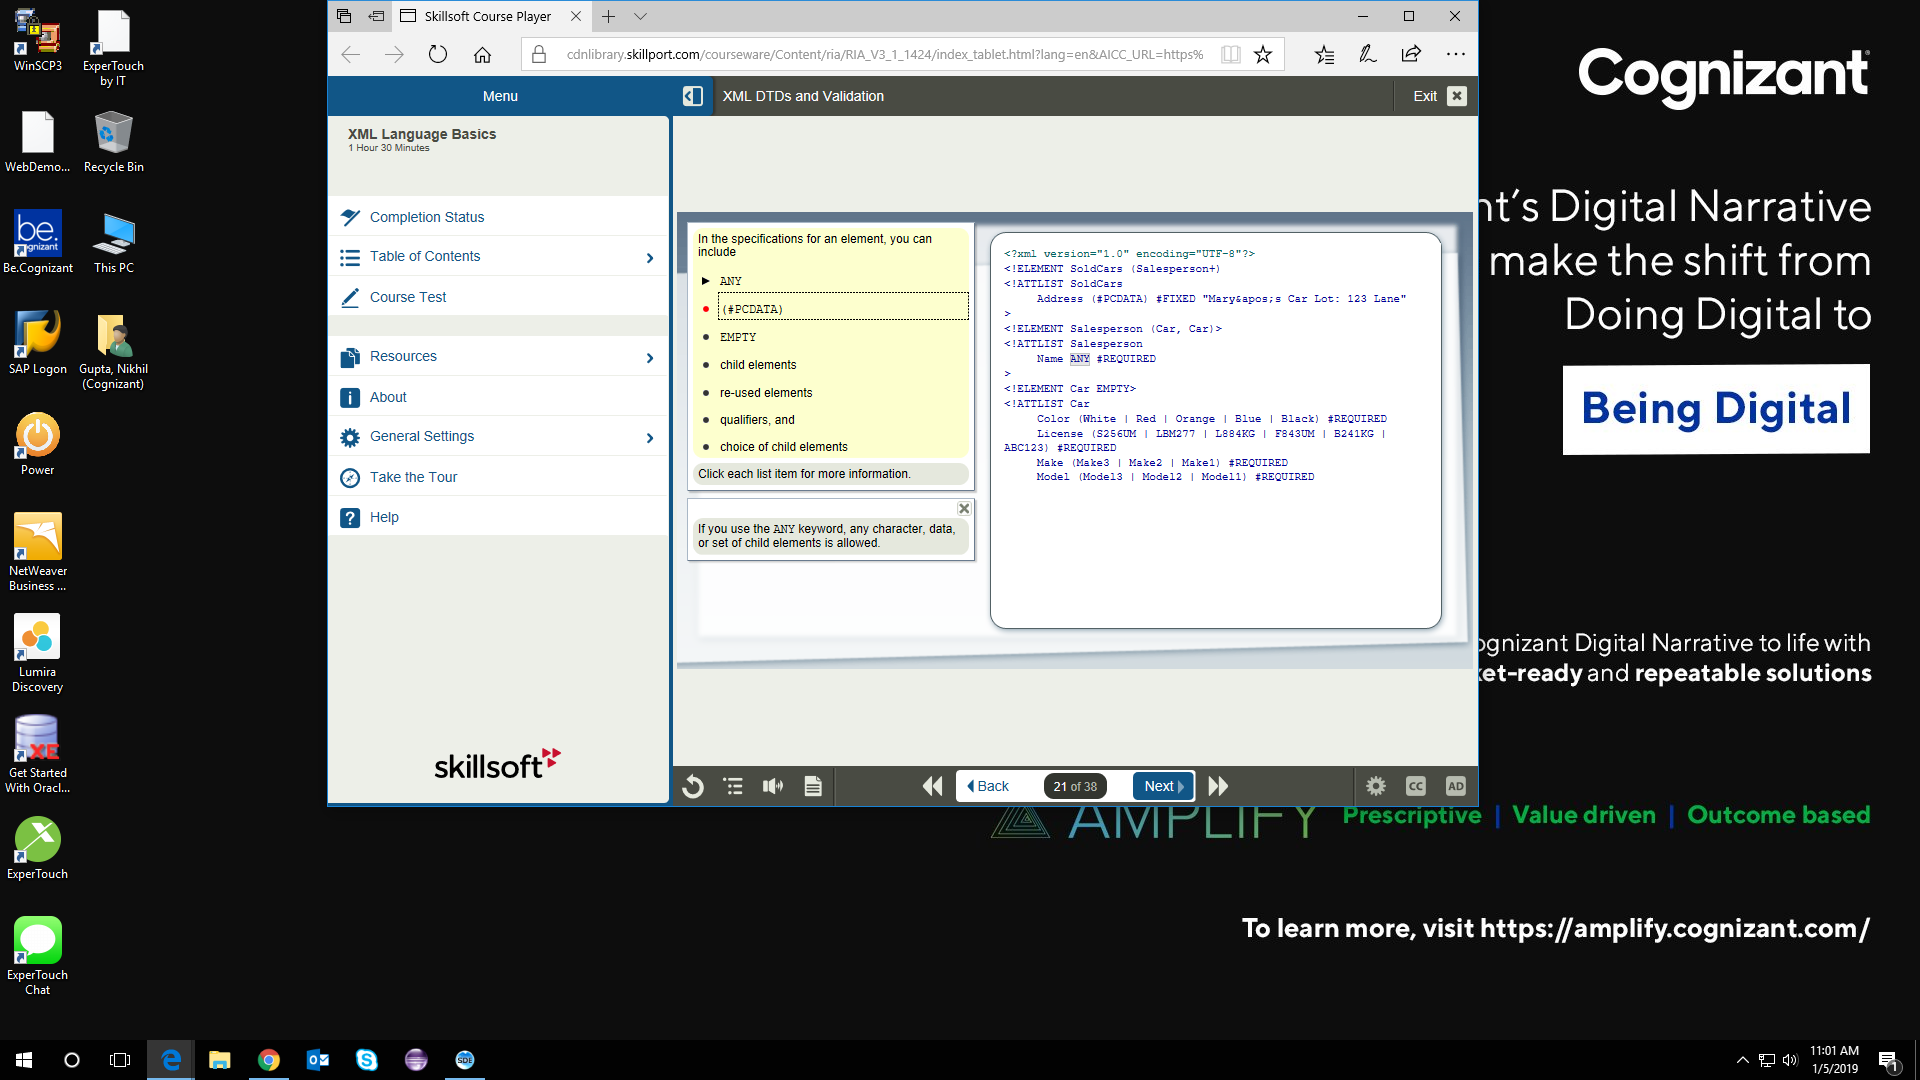 WinSCP3
ExperTouch
by IT
WebDemo...
Recycle Bin
be.
cognizant
Be.Cognizant
This PC
SAP
SAP Logon
Gupta, Nikhil
(Cognizant)
Power
NetWeaver
Business ...
Lumira
Discovery
XE
Get Started
With Oracl...
ExperTouch
ExperTouch
Chat
Skillsoft Course Player
cdnlibrary.skillport.com/courseware/Content/ria/RIA_V3_1_1424/index_tablet.html?lang=en&AICC_URL=https%
Menu
XML DTDs and Validation
Exit
XML Language Basics
1 Hour 30 Minutes
Completion Status
Table of Contents
Course Test
Resources
About
General Settings
Take the Tour
Help
skillsoft
In the specifications for an element, you can
include
ANY
(#PCDATA)
EMPTY
child elements
re-used elements
qualifiers, and
choice of child elements
Click each list item for more information.
If you use the ANY keyword, any character, data,
or set of child elements is allowed.
<?xml version="1.0" encoding="UTF-8"?>
<!ELEMENT SoldCars (Salesperson+)
<!ATTLIST SoldCars
Address (#PCDATA) #FIXED "Mary&apos;s Car Lot: 123 Lane"
>
<!ELEMENT Salesperson (Car, Car)>
<!ATTLIST Salesperson
Name ANY #REQUIRED
>
<!ELEMENT Car EMPTY>
<!ATTLIST Car
Color (White | Red | Orange | Blue | Black) #REQUIRED
License (S256UM | LBM277 | L884KG | F843UM | B241KG |
ABC123) #REQUIRED
Make (Make3 | Make2 | Make1) #REQUIRED
Model (Model3 | Model2 | Model1) #REQUIRED
Back
21 of 38
Next
CC
AD
Cognizant
nt's Digital Narrative
make the shift from
Doing Digital to
Being Digital
ognizant Digital Narrative to life with
ket-ready and repeatable solutions
AMPLIFY
Prescriptive | Value driven | Outcome based
To learn more, visit https://amplify.cognizant.com/
SDE
11:01 AM
1/5/2019
1